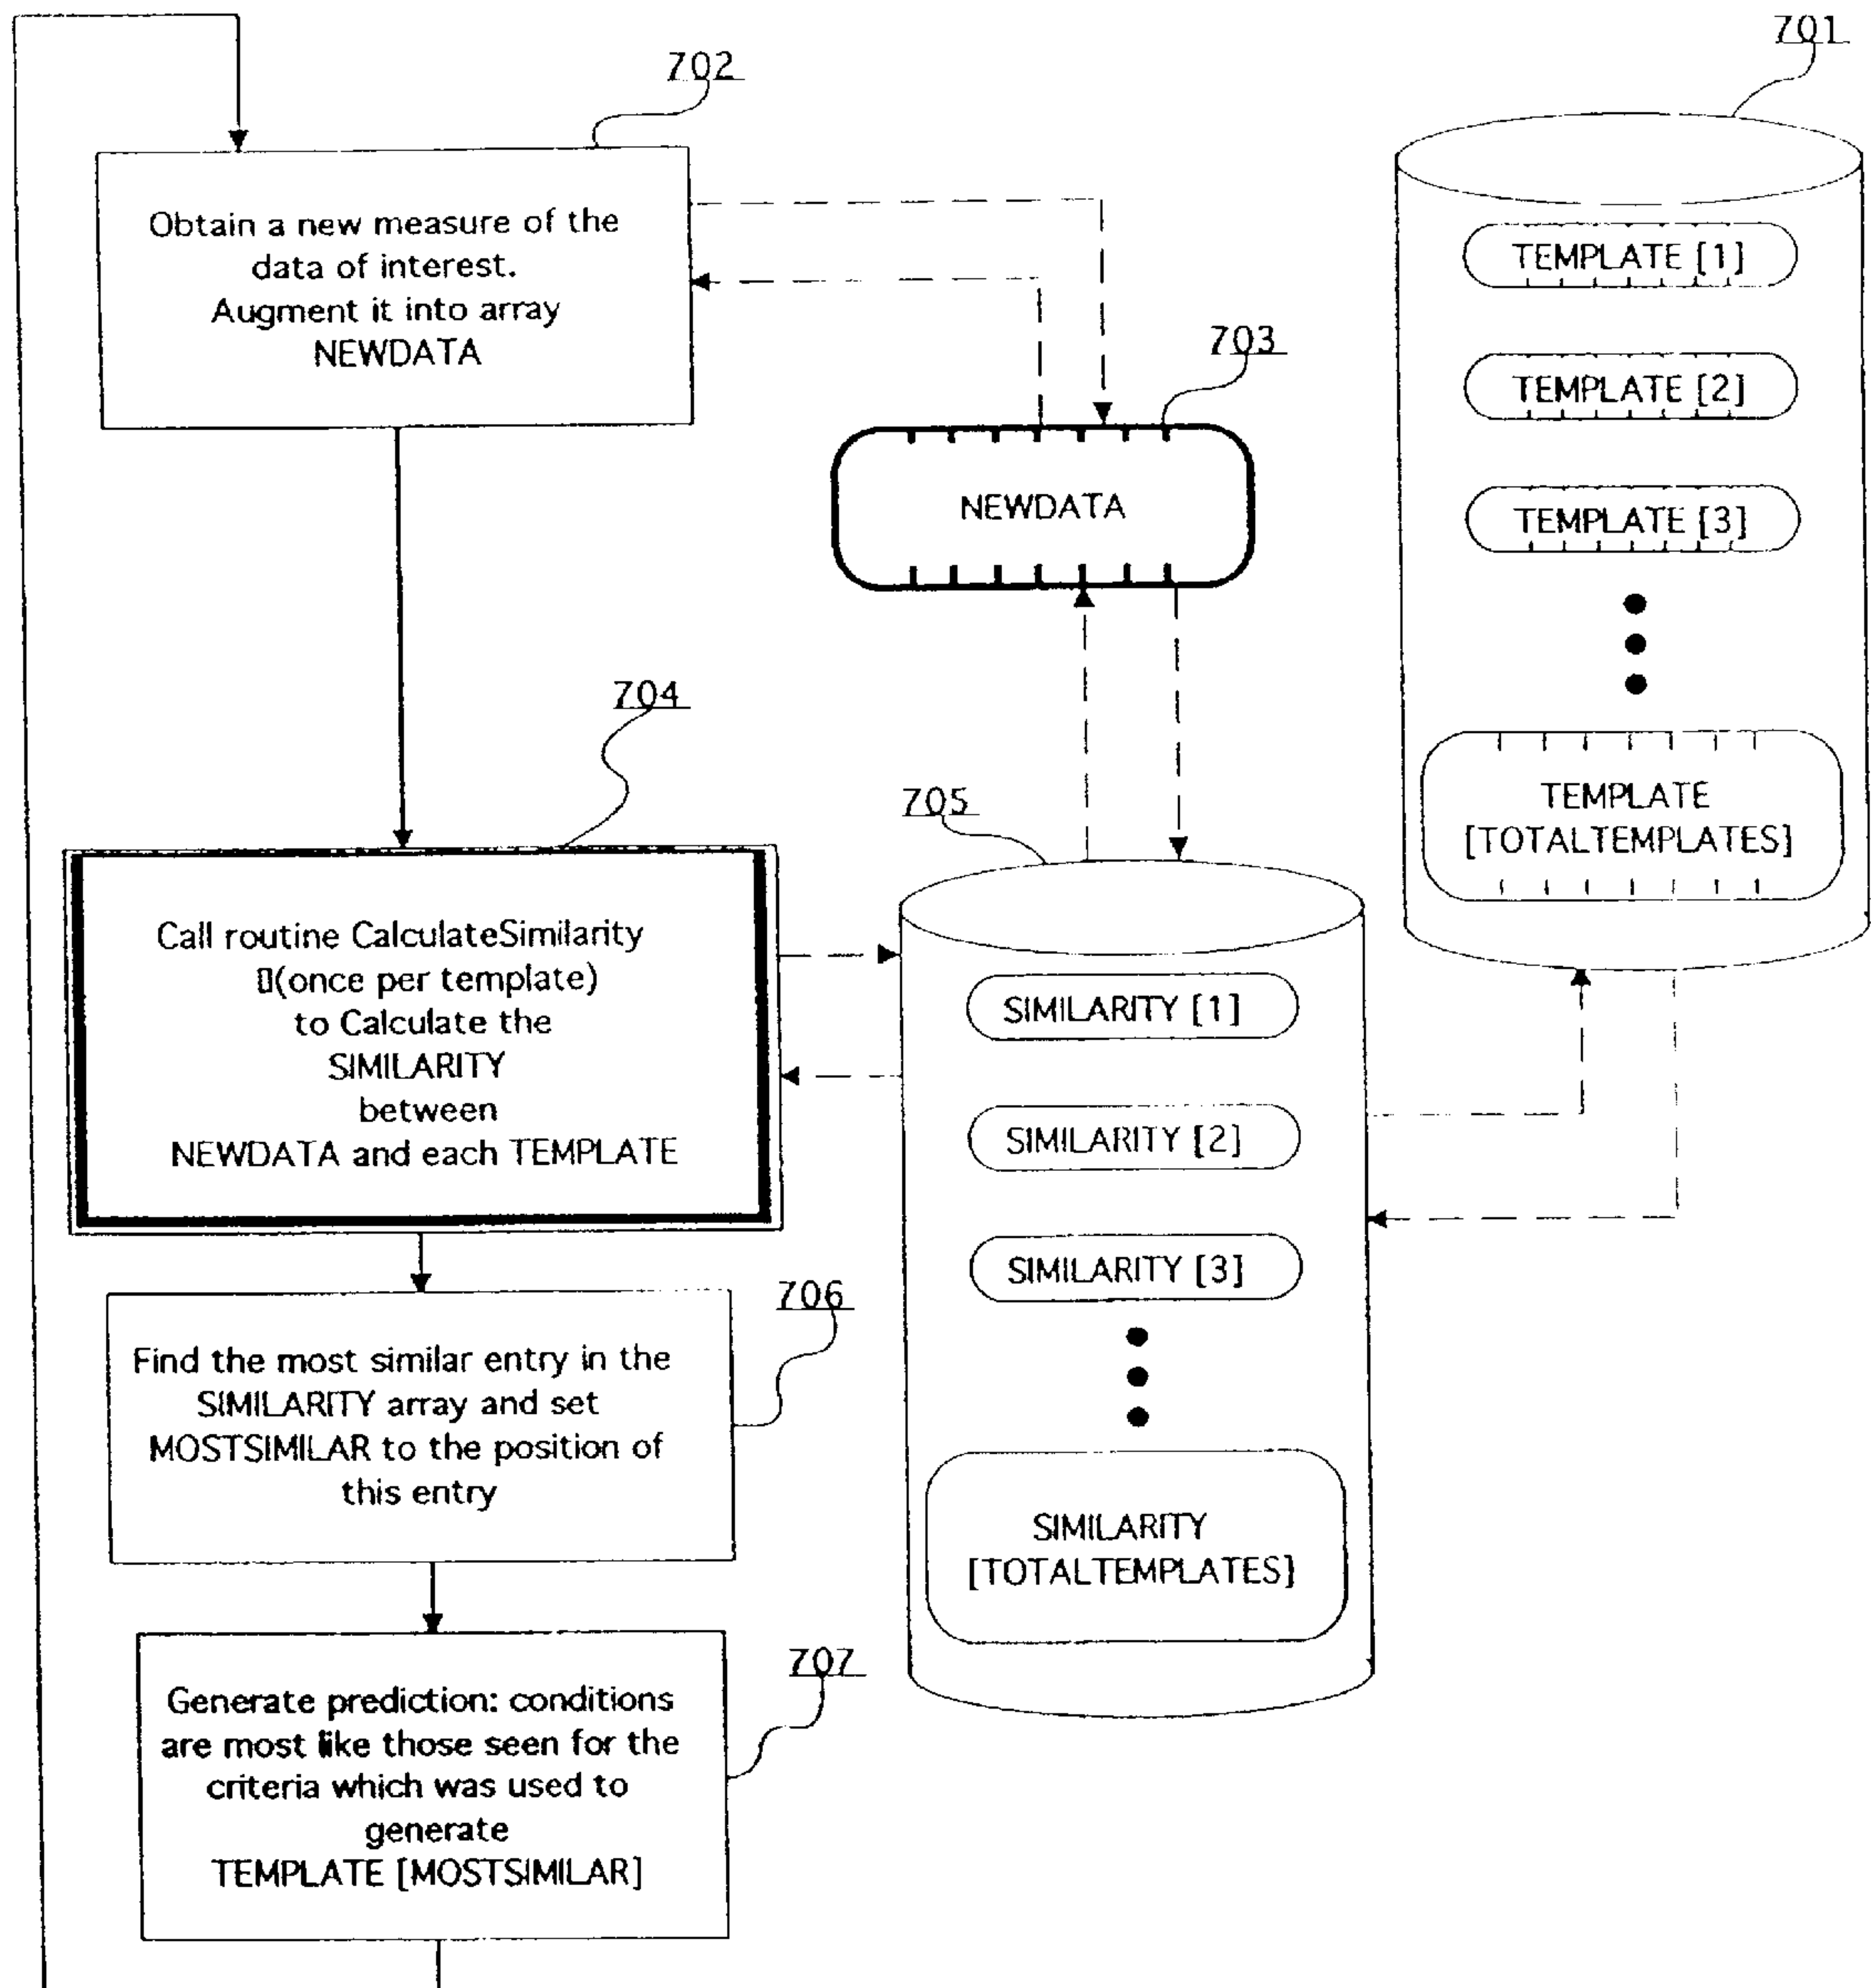 702
Obtain a new measure of the
data of interest.
Augment it into array
NEWDATA
701
TEMPLATE [1]
TEMPLATE [2]
TEMPLATE [3]
TEMPLATE
[TOTALTEMPLATES]
703
NEWDATA
704
Call routine CalculateSimilarity
(once per template)
to Calculate the
SIMILARITY
between
NEWDATA and each TEMPLATE
705
SIMILARITY [1]
SIMILARITY [2]
SIMILARITY [3]
SIMILARITY
[TOTALTEMPLATES]
706
Find the most similar entry in the
SIMILARITY array and set
MOSTSIMILAR to the position of
this entry
707
Generate prediction: conditions
are most like those seen for the
criteria which was used to
generate
TEMPLATE [MOSTSIMILAR]